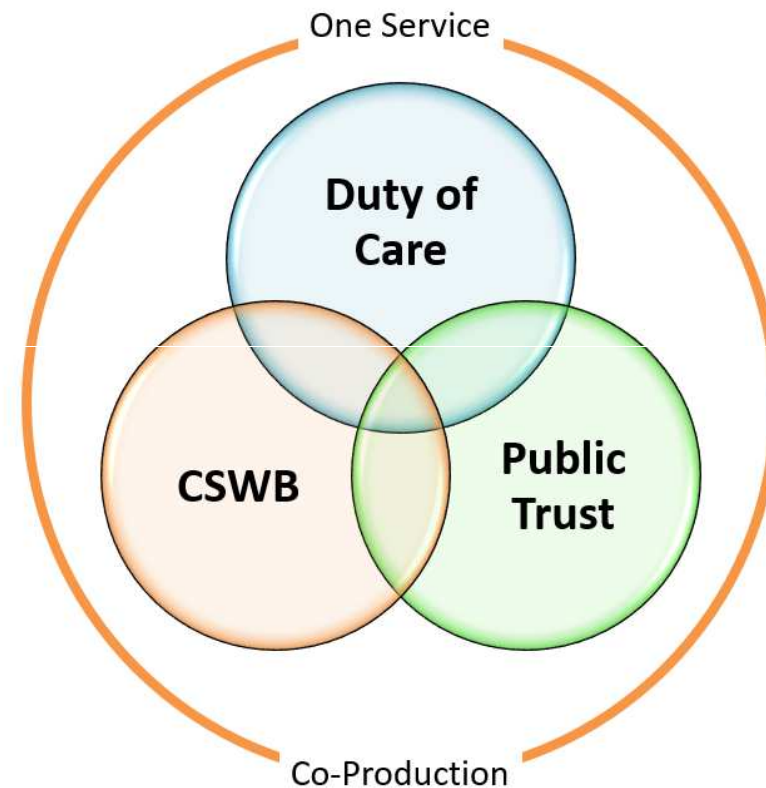 One Service
Duty of
Care
CSWB
Public
Trust
Co-Production